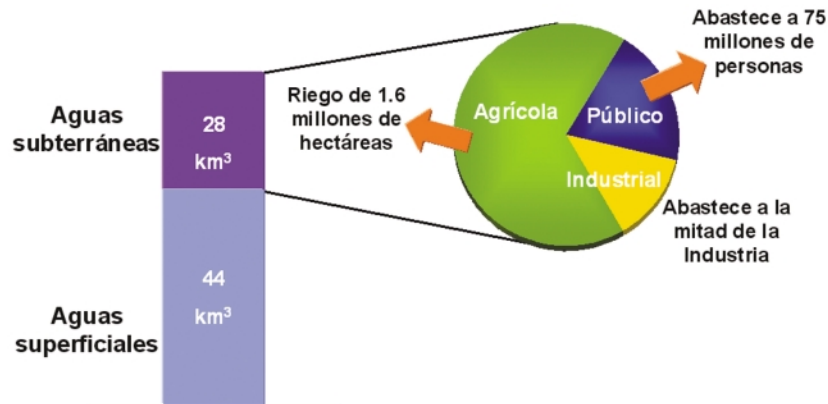 Aguas
subterráneas
28
km³
44
km³
Aguas
superficiales
Riego de 1.6
millones de
hectáreas
Agrícola
Público
Industrial
Abastece a 75
millones de
personas
Abastece a la
mitad de la
Industria